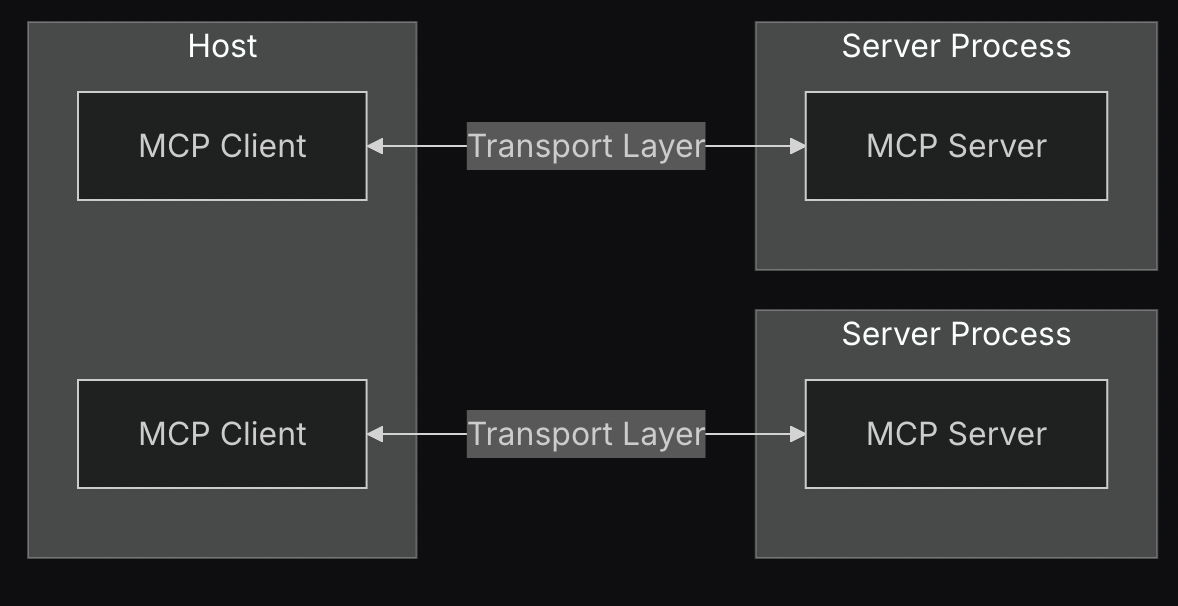 Host
Server Process
MCP Client
Transport Layer
MCP Server
Server Process
MCP Client
Transport Layer
MCP Server